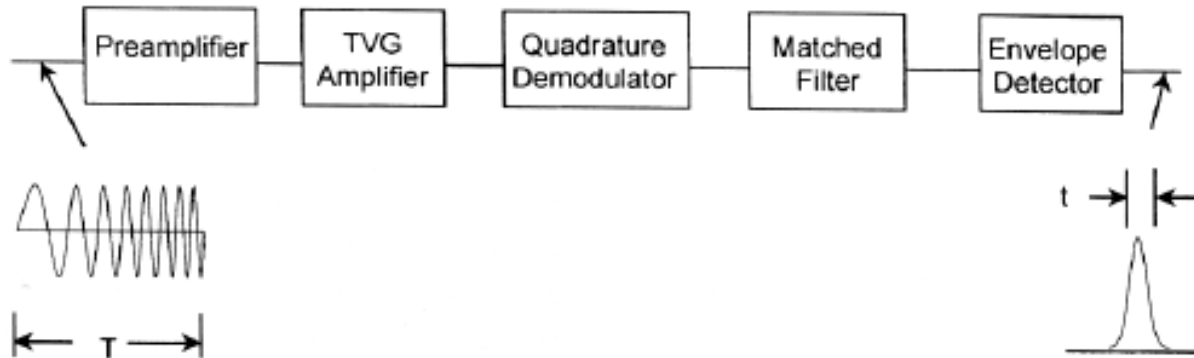 Preamplifier
TVG
Amplifier
Quadrature
Demodulator
Matched
Filter
Envelope
Detector
t
T